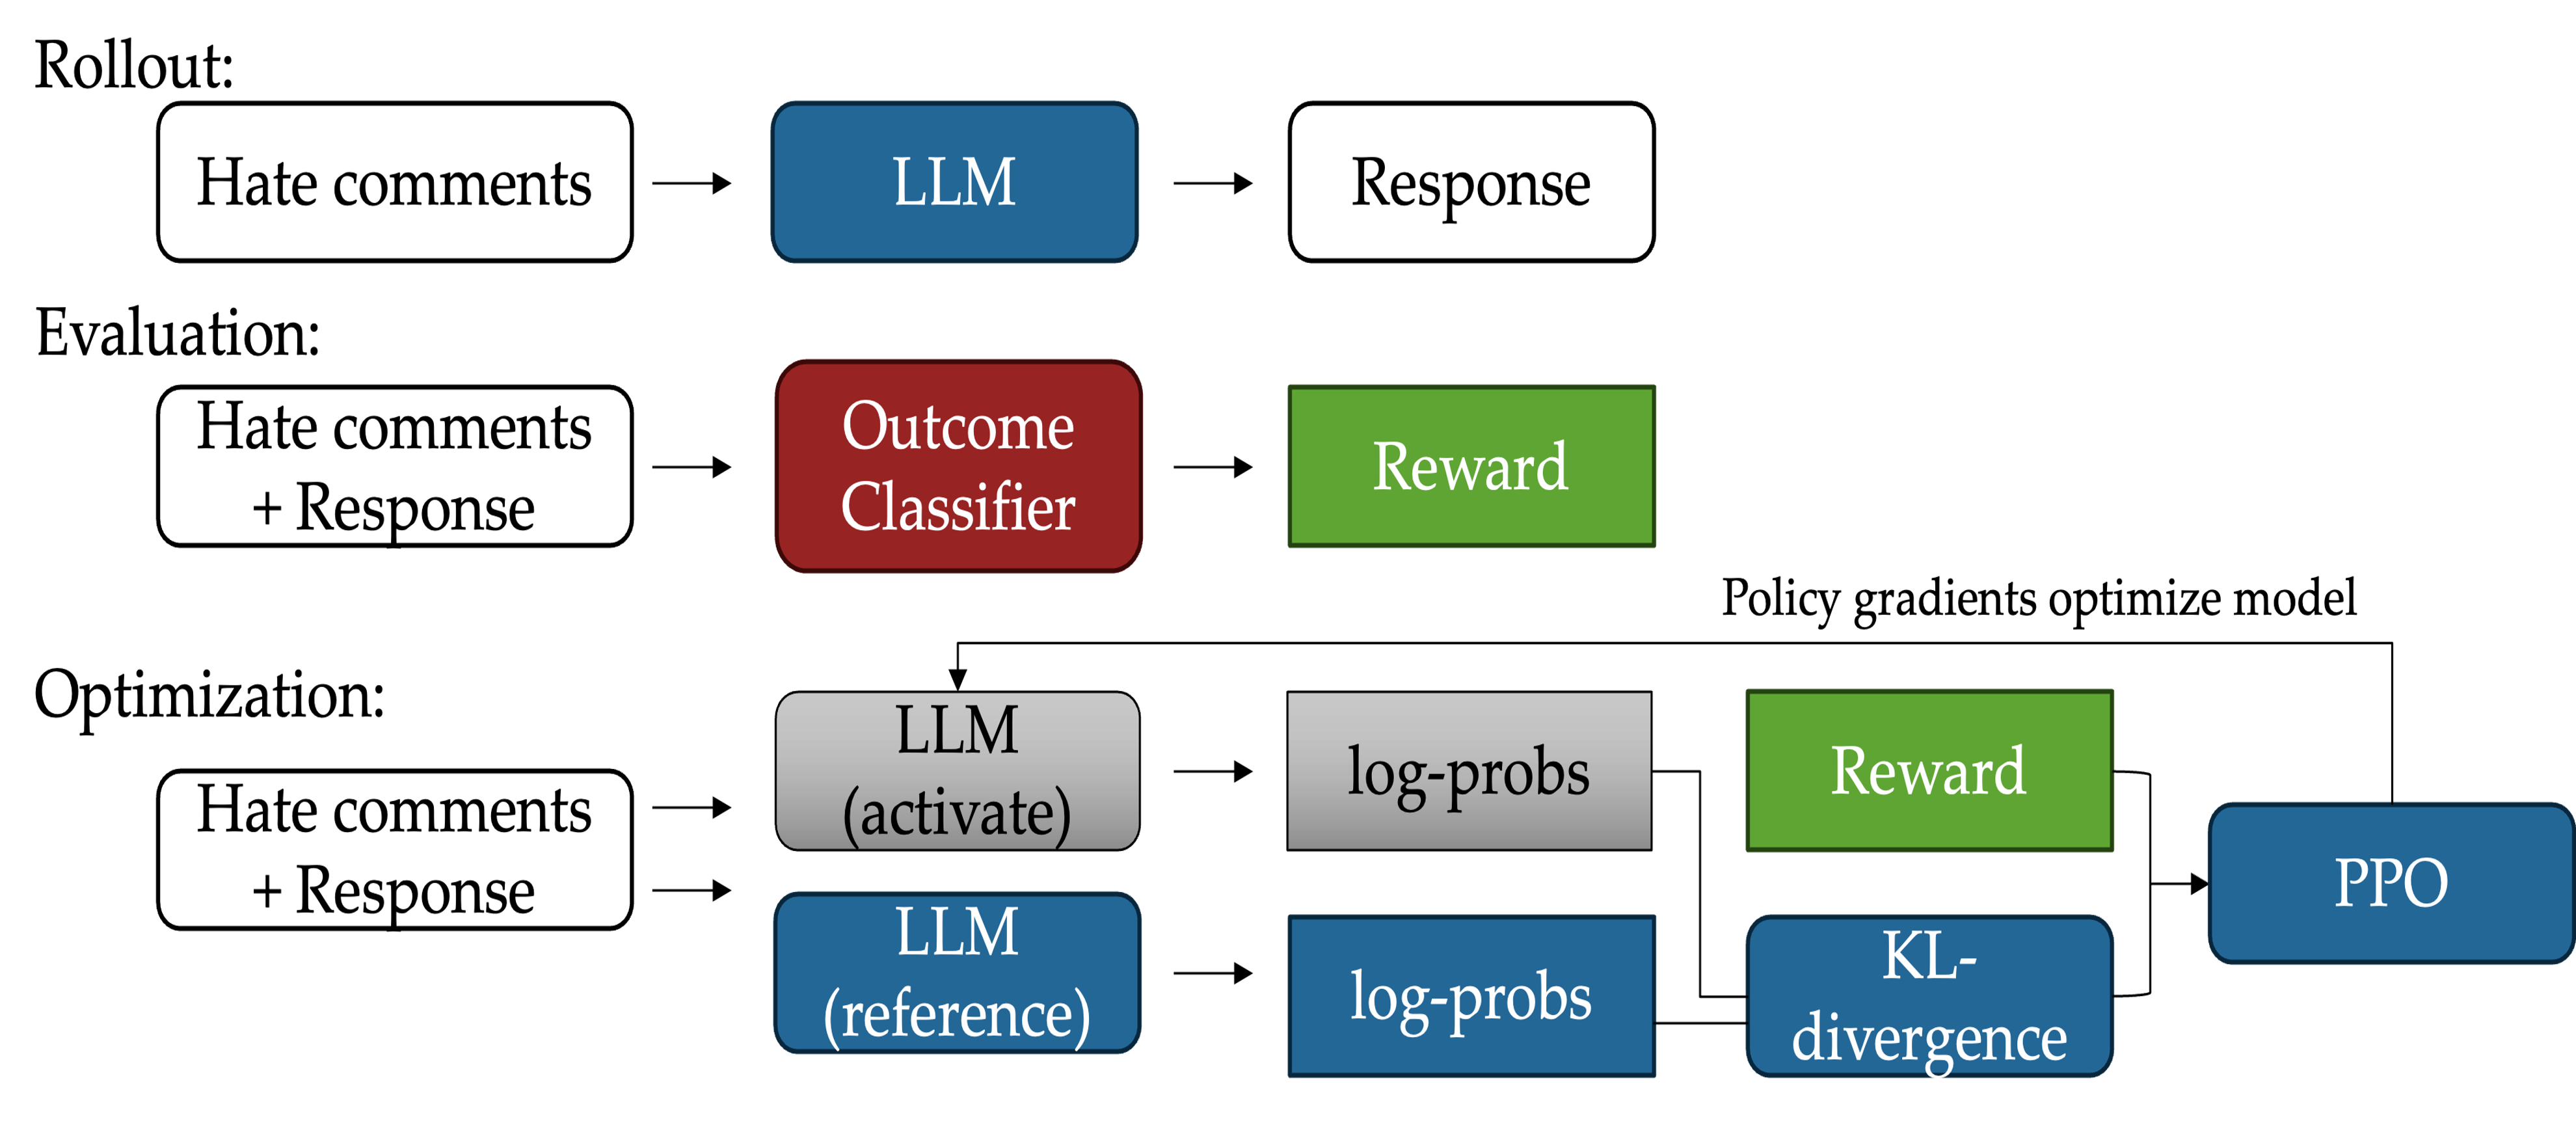 Rollout:
Hate comments
LLM
Response
Evaluation:
Hate comments
+ Response
Outcome
Classifier
Reward
Policy gradients optimize model
Optimization:
Hate comments
+ Response
LLM
(activate)
log-probs
Reward
LLM
(reference)
log-probs
KL-
divergence
PPO